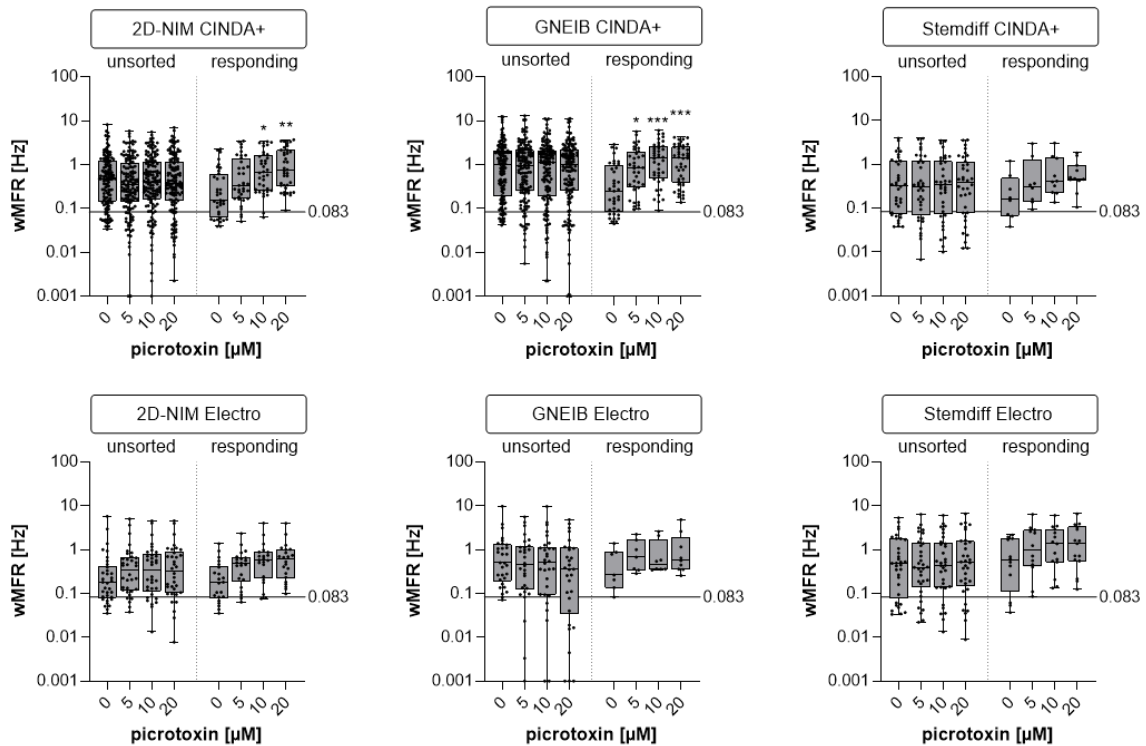 2D-NIM CINDA+
unsorted responding
wMFR [Hz]
100
10
1
0.1
0.01
0.001
* **
0.083
0 5 10 20 0 5 10 20
picrotoxin [µM]
GNEIB CINDA+
unsorted responding
wMFR [Hz]
100
10
1
0.1
0.01
0.001
* *** ***
0.083
0 5 10 20 0 5 10 20
picrotoxin [µM]
Stemdiff CINDA+
unsorted responding
wMFR [Hz]
100
10
1
0.1
0.01
0.001
0.083
0 5 10 20 0 5 10 20
picrotoxin [µM]
2D-NIM Electro
unsorted responding
wMFR [Hz]
100
10
1
0.1
0.01
0.001
0.083
0 5 10 20 0 5 10 20
picrotoxin [µM]
GNEIB Electro
unsorted responding
wMFR [Hz]
100
10
1
0.1
0.01
0.001
0.083
0 5 10 20 0 5 10 20
picrotoxin [µM]
Stemdiff Electro
unsorted responding
wMFR [Hz]
100
10
1
0.1
0.01
0.001
0.083
0 5 10 20 0 5 10 20
picrotoxin [µM]